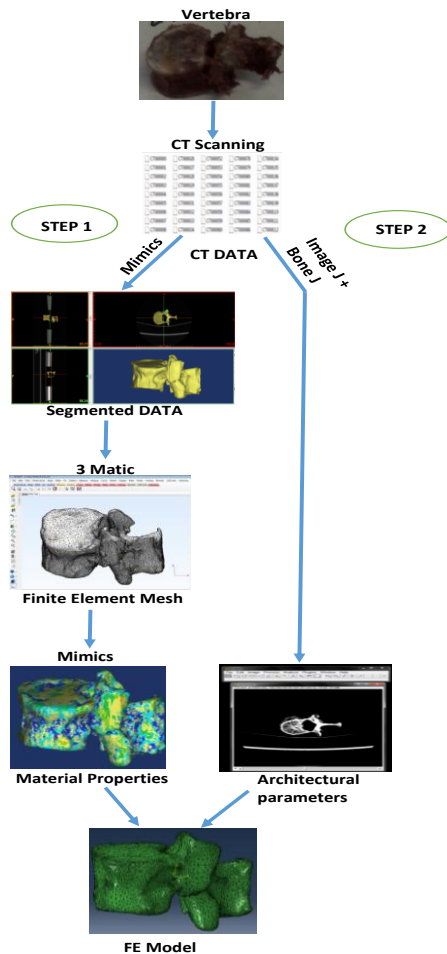 Vertebra
CT Scanning
STEP 1
STEP 2
CT DATA
Mimics
Image J +
Bone J
Segmented DATA
3 Matic
Finite Element Mesh
Mimics
Material Properties
Architectural
parameters
FE Model